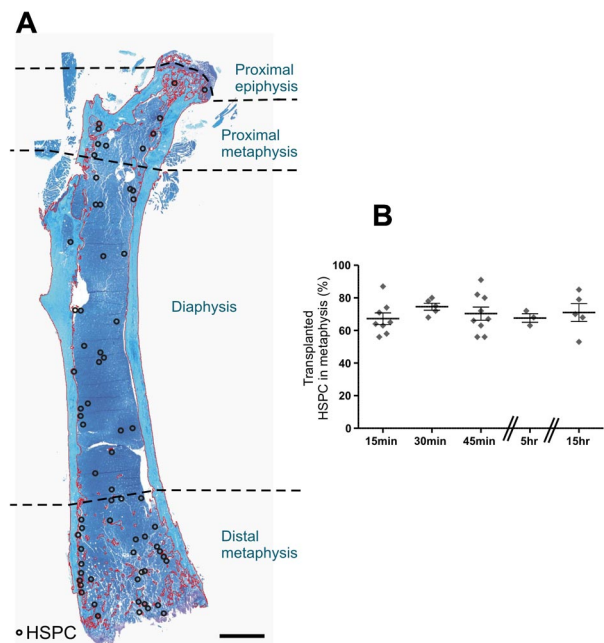 A
Proximal
epiphysis
Proximal
metaphysis
Diaphysis
Distal
metaphysis
HSPC
B
Transplanted
HSPC in metaphysis (%)
100
80
60
40
20
0
15min 30min 45min 5hr 15hr